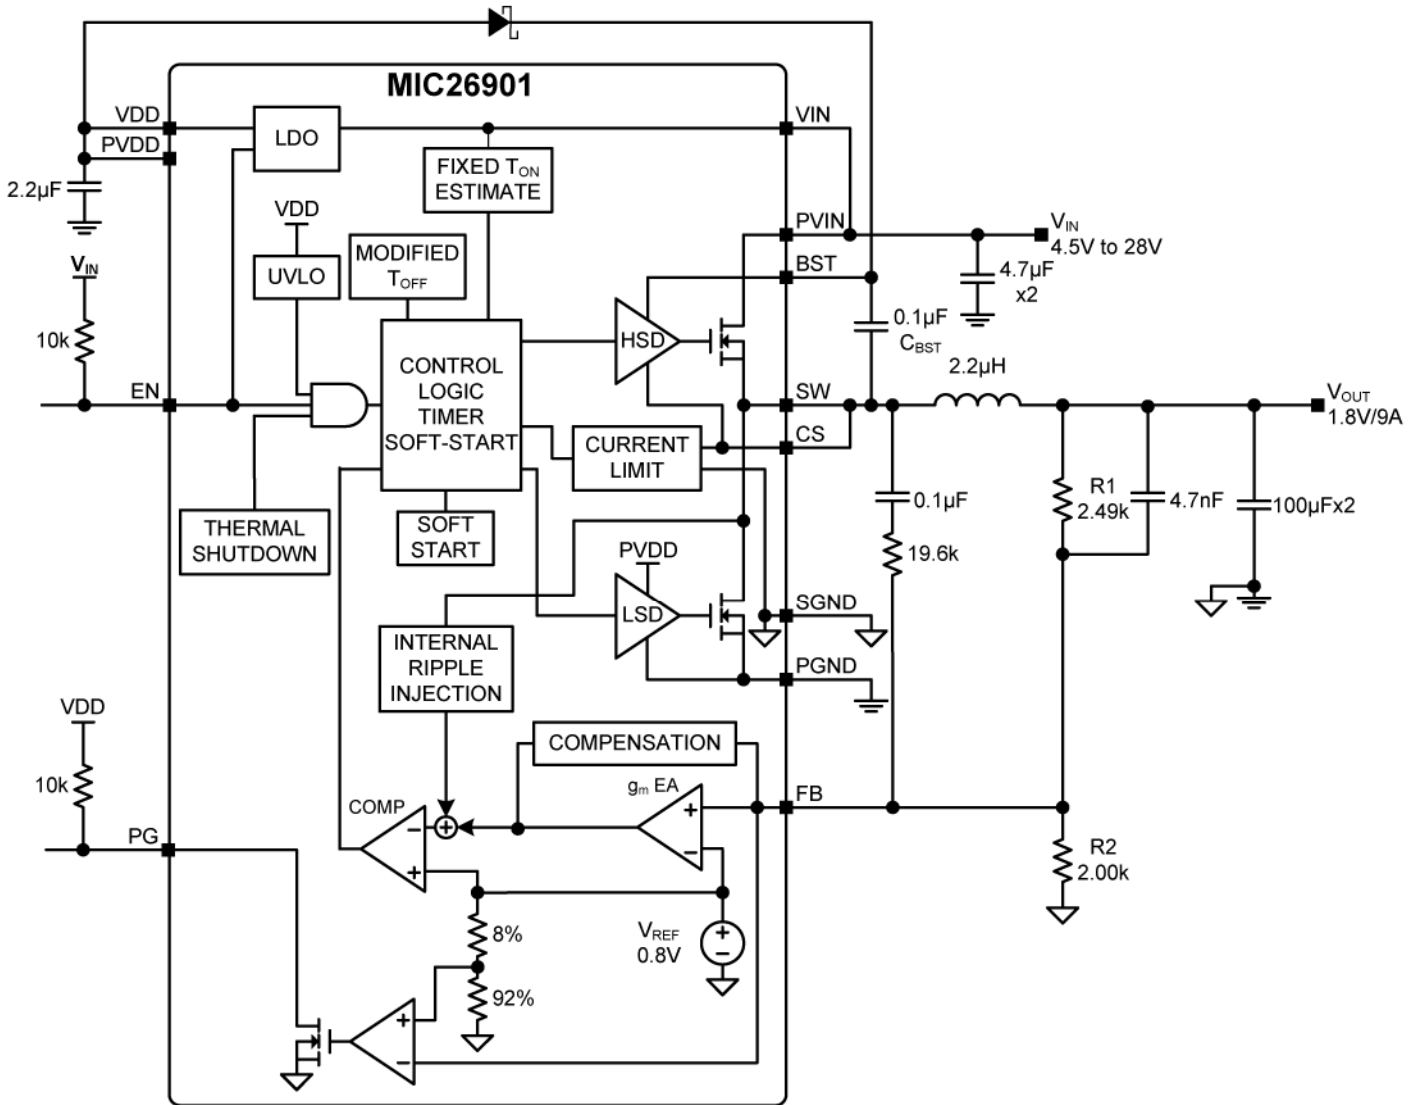 MIC26901
VDD
PVDD
2.2µF
LDO
VIN
FIXED TON
ESTIMATE
VDD
UVLO
MODIFIED
TOFF
VIN
10k
EN
PVIN
BST
VIN
4.5V to 28V
4.7µF
x2
HSD
0.1µF
CBST
2.2µH
CONTROL
LOGIC
TIMER
SOFT-START
SW
CS
VOUT
1.8V/9A
CURRENT
LIMIT
THERMAL
SHUTDOWN
SOFT
START
0.1µF
19.6k
R1
2.49k
4.7nF
100µFx2
PVDD
LSD
SGND
PGND
INTERNAL
RIPPLE
INJECTION
VDD
10k
PG
COMPENSATION
gm EA
COMP
FB
+
−
+
−
+
R2
2.00k
VREF
0.8V
+
−
8%
92%
+
−